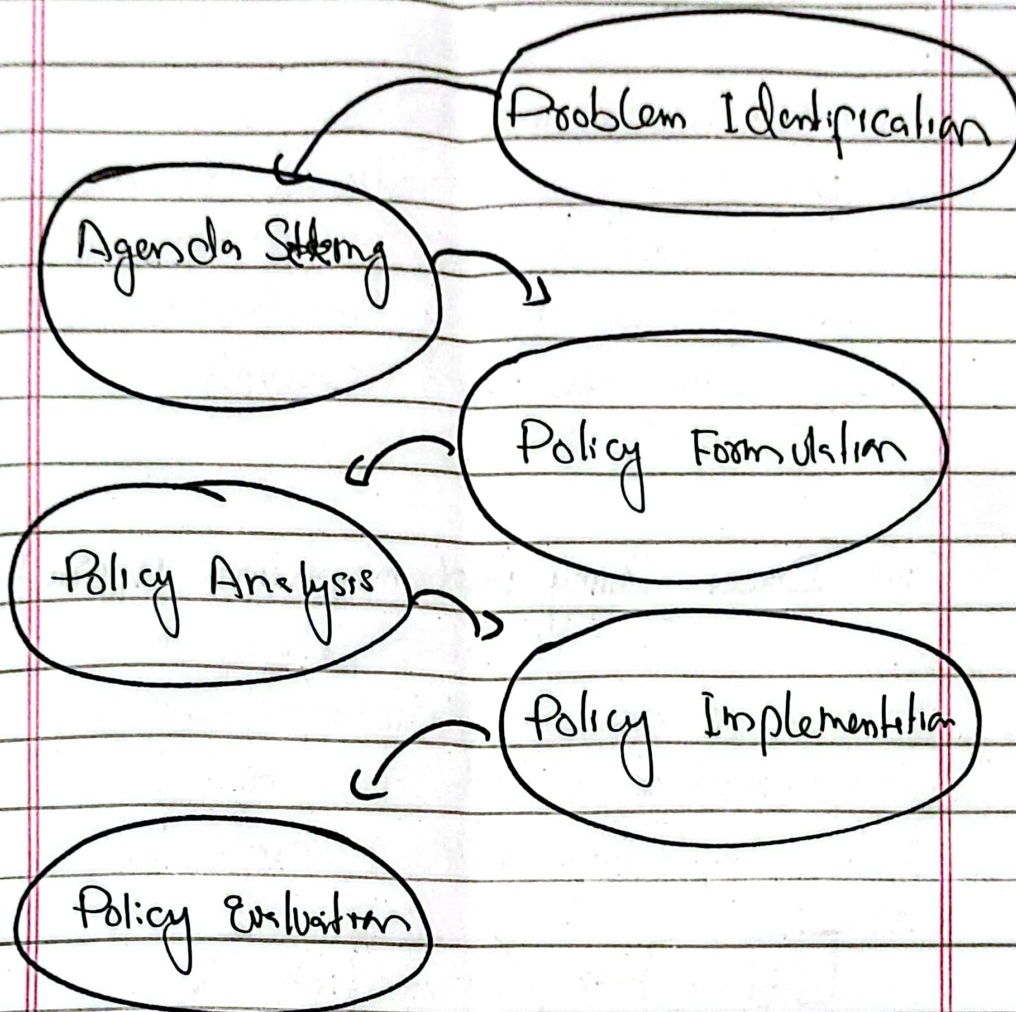 Problem Identification
Agenda Setting
Policy Formulation
Policy Analysis
Policy Implementation
Policy Evaluation